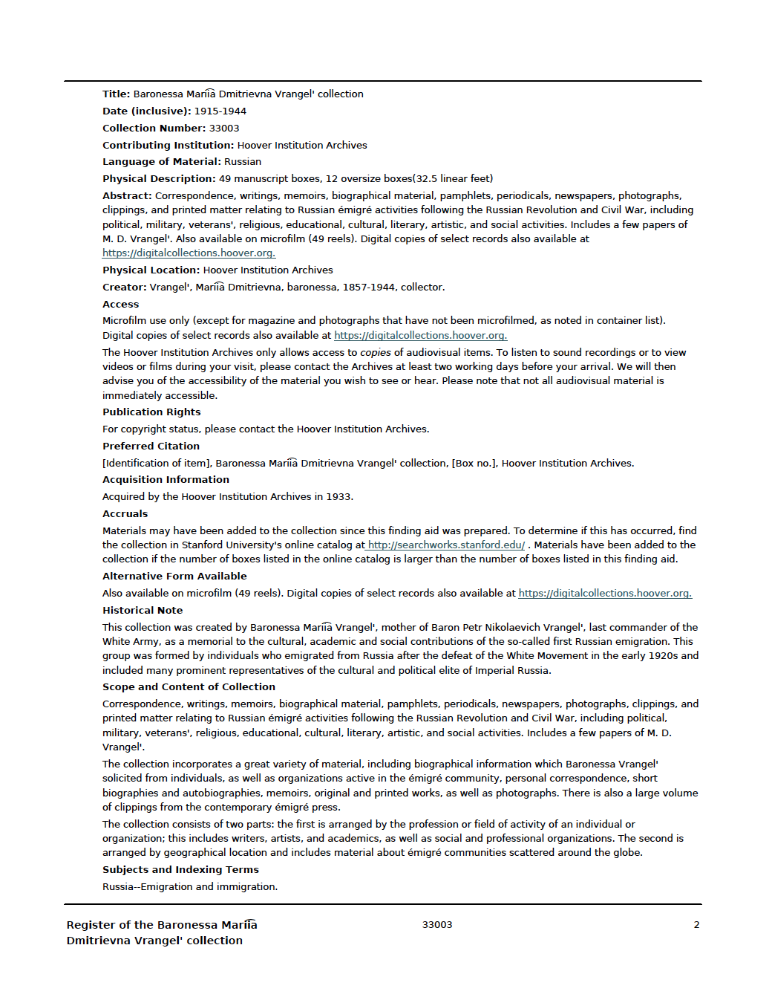 Title: Baronessa Marii͡a Dmitrievna Vrangel' collection
Date (inclusive): 1915-1944
Collection Number: 33003
Contributing Institution: Hoover Institution Archives
Language of Material: Russian
Physical Description: 49 manuscript boxes, 12 oversize boxes(32.5 linear feet)
Abstract: Correspondence, writings, memoirs, biographical material, pamphlets, periodicals, newspapers, photographs,
clippings, and printed matter relating to Russian émigré activities following the Russian Revolution and Civil War, including
political, military, veterans', religious, educational, cultural, literary, artistic, and social activities. Includes a few papers of
M. D. Vrangel'. Also available on microfilm (49 reels). Digital copies of select records also available at
https://digitalcollections.hoover.org.
Physical Location: Hoover Institution Archives
Creator: Vrangel', Marii͡a Dmitrievna, baronessa, 1857-1944, collector.
Access
Microfilm use only (except for magazine and photographs that have not been microfilmed, as noted in container list).
Digital copies of select records also available at https://digitalcollections.hoover.org.
The Hoover Institution Archives only allows access to copies of audiovisual items. To listen to sound recordings or to view
videos or films during your visit, please contact the Archives at least two working days before your arrival. We will then
advise you of the accessibility of the material you wish to see or hear. Please note that not all audiovisual material is
immediately accessible.
Publication Rights
For copyright status, please contact the Hoover Institution Archives.
Preferred Citation
[Identification of item], Baronessa Marii͡a Dmitrievna Vrangel' collection, [Box no.], Hoover Institution Archives.
Acquisition Information
Acquired by the Hoover Institution Archives in 1933.
Accruals
Materials may have been added to the collection since this finding aid was prepared. To determine if this has occurred, find
the collection in Stanford University's online catalog at http://searchworks.stanford.edu/ . Materials have been added to the
collection if the number of boxes listed in the online catalog is larger than the number of boxes listed in this finding aid.
Alternative Form Available
Also available on microfilm (49 reels). Digital copies of select records also available at https://digitalcollections.hoover.org.
Historical Note
This collection was created by Baronessa Marii͡a Vrangel', mother of Baron Petr Nikolaevich Vrangel', last commander of the
White Army, as a memorial to the cultural, academic and social contributions of the so-called first Russian emigration. This
group was formed by individuals who emigrated from Russia after the defeat of the White Movement in the early 1920s and
included many prominent representatives of the cultural and political elite of Imperial Russia.
Scope and Content of Collection
Correspondence, writings, memoirs, biographical material, pamphlets, periodicals, newspapers, photographs, clippings, and
printed matter relating to Russian émigré activities following the Russian Revolution and Civil War, including political,
military, veterans', religious, educational, cultural, literary, artistic, and social activities. Includes a few papers of M. D.
Vrangel'.
The collection incorporates a great variety of material, including biographical information which Baronessa Vrangel'
solicited from individuals, as well as organizations active in the émigré community, personal correspondence, short
biographies and autobiographies, memoirs, original and printed works, as well as photographs. There is also a large volume
of clippings from the contemporary émigré press.
The collection consists of two parts: the first is arranged by the profession or field of activity of an individual or
organization; this includes writers, artists, and academics, as well as social and professional organizations. The second is
arranged by geographical location and includes material about émigré communities scattered around the globe.
Subjects and Indexing Terms
Russia--Emigration and immigration.
Register of the Baronessa Marii͡a
Dmitrievna Vrangel' collection
33003
2